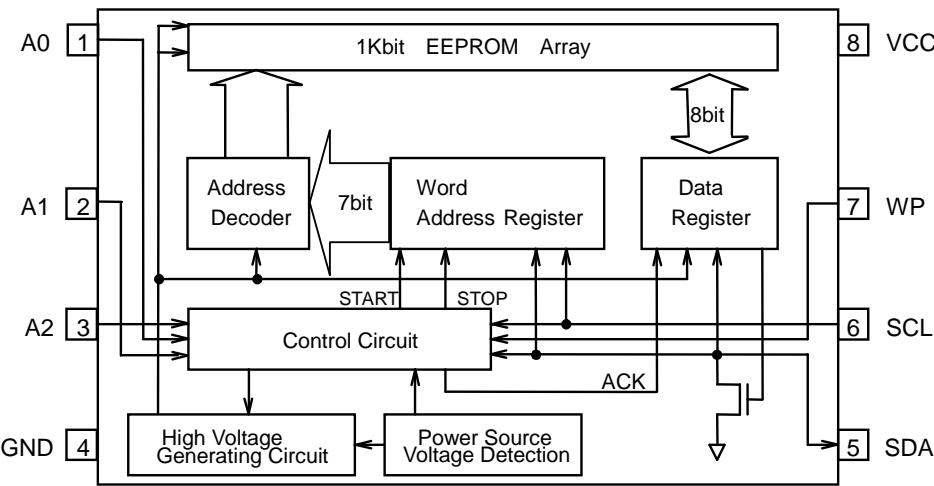 A0 1
1Kbit EEPROM Array
8 VCC
8bit
A1 2
Address
Decoder
7bit
Word
Address Register
Data
Register
7 WP
START
STOP
A2 3
Control Circuit
6 SCL
ACK
GND 4
High Voltage
Generating Circuit
Power Source
Voltage Detection
5 SDA